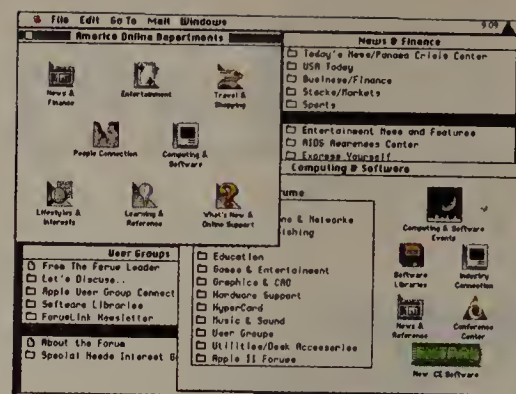 File Edit Go To Mail Windows
9:09
America Online Departments
News & Finance
Entertainment
Travel & Shopping
People Connection
Computing & Software
Lifestyles & Interests
Learning & Reference
What's New & Online Support
News & Finance
Today's News/Panama Crisis Center
USA Today
Business/Finance
Stocks/Markets
Sports
Entertainment News and Features
AIDS Awareness Center
Express Yourself
Computing & Software
Education
Games & Entertainment
Graphics & CAD
Hardware Support
HyperCard
Music & Sound
User Groups
Utilities/Desk Accessories
Apple II Forums
Computing & Software Events
Software Libraries
Industry Connection
News & Reference
Conference Center
New CE Software
User Groups
From The Forum Leader
Let's Discuss..
Apple User Group Connect
Software Libraries
ForumLink Newsletter
About the Forum
Special Needs Interest G